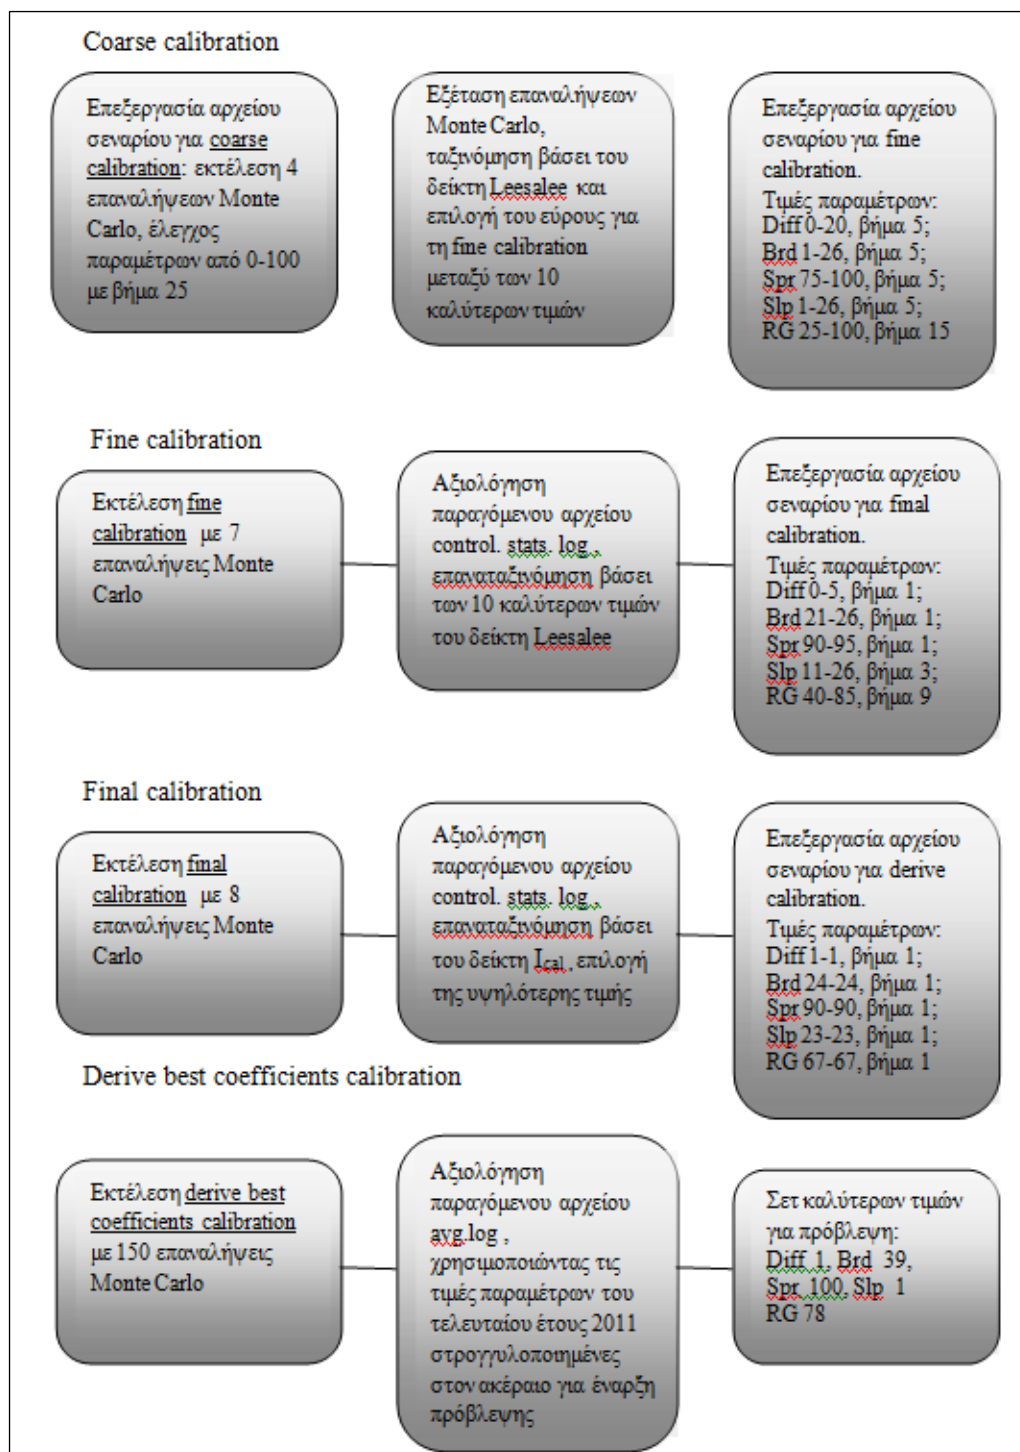 Coarse calibration
Επεξεργασία αρχείου
σεναρίου για coarse
calibration: εκτέλεση 4
επαναλήψεων Monte
Carlo, έλεγχος
παραμέτρων από 0-100
με βήμα 25
Εξέταση επαναλήψεων
Monte Carlo,
ταξινόμηση βάσει του
δείκτη Leesalee και
επιλογή του εύρους για
τη fine calibration
μεταξύ των 10
καλύτερων τιμών
Επεξεργασία αρχείου
σεναρίου για fine
calibration.
Τιμές παραμέτρων:
Diff 0-20, βήμα 5;
Brd 1-26, βήμα 5;
Spr 75-100, βήμα 5;
Slp 1-26, βήμα 5;
RG 25-100, βήμα 15
Fine calibration
Εκτέλεση fine
calibration με 7
επαναλήψεις Monte
Carlo
Αξιολόγηση
παραγόμενου αρχείου
control. stats. log ,
επαναταξινόμηση βάσει
των 10 καλύτερων τιμών
του δείκτη Leesalee
Επεξεργασία αρχείου
σεναρίου για final
calibration.
Τιμές παραμέτρων:
Diff 0-5, βήμα 1;
Brd 21-26, βήμα 1;
Spr 90-95, βήμα 1;
Slp 11-26, βήμα 3;
RG 40-85, βήμα 9
Final calibration
Εκτέλεση final
calibration με 8
επαναλήψεις Monte
Carlo
Αξιολόγηση
παραγόμενου αρχείου
control. stats. log ,
επαναταξινόμηση βάσει
του δείκτη Ical , επιλογή
της υψηλότερης τιμής
Επεξεργασία αρχείου
σεναρίου για derive
calibration.
Τιμές παραμέτρων:
Diff 1-1, βήμα 1;
Brd 24-24, βήμα 1;
Spr 90-90, βήμα 1;
Slp 23-23, βήμα 1;
RG 67-67, βήμα 1
Derive best coefficients calibration
Εκτέλεση derive best
coefficients calibration
με 150 επαναλήψεις
Monte Carlo
Αξιολόγηση
παραγόμενου αρχείου
avg.log ,
χρησιμοποιώντας τις
τιμές παραμέτρων του
τελευταίου έτους 2011
στρογγυλοποιημένες
στον ακέραιο για έναρξη
πρόβλεψης
Σετ καλύτερων τιμών
για πρόβλεψη:
Diff 1, Brd 39,
Spr 100, Slp 1
RG 78